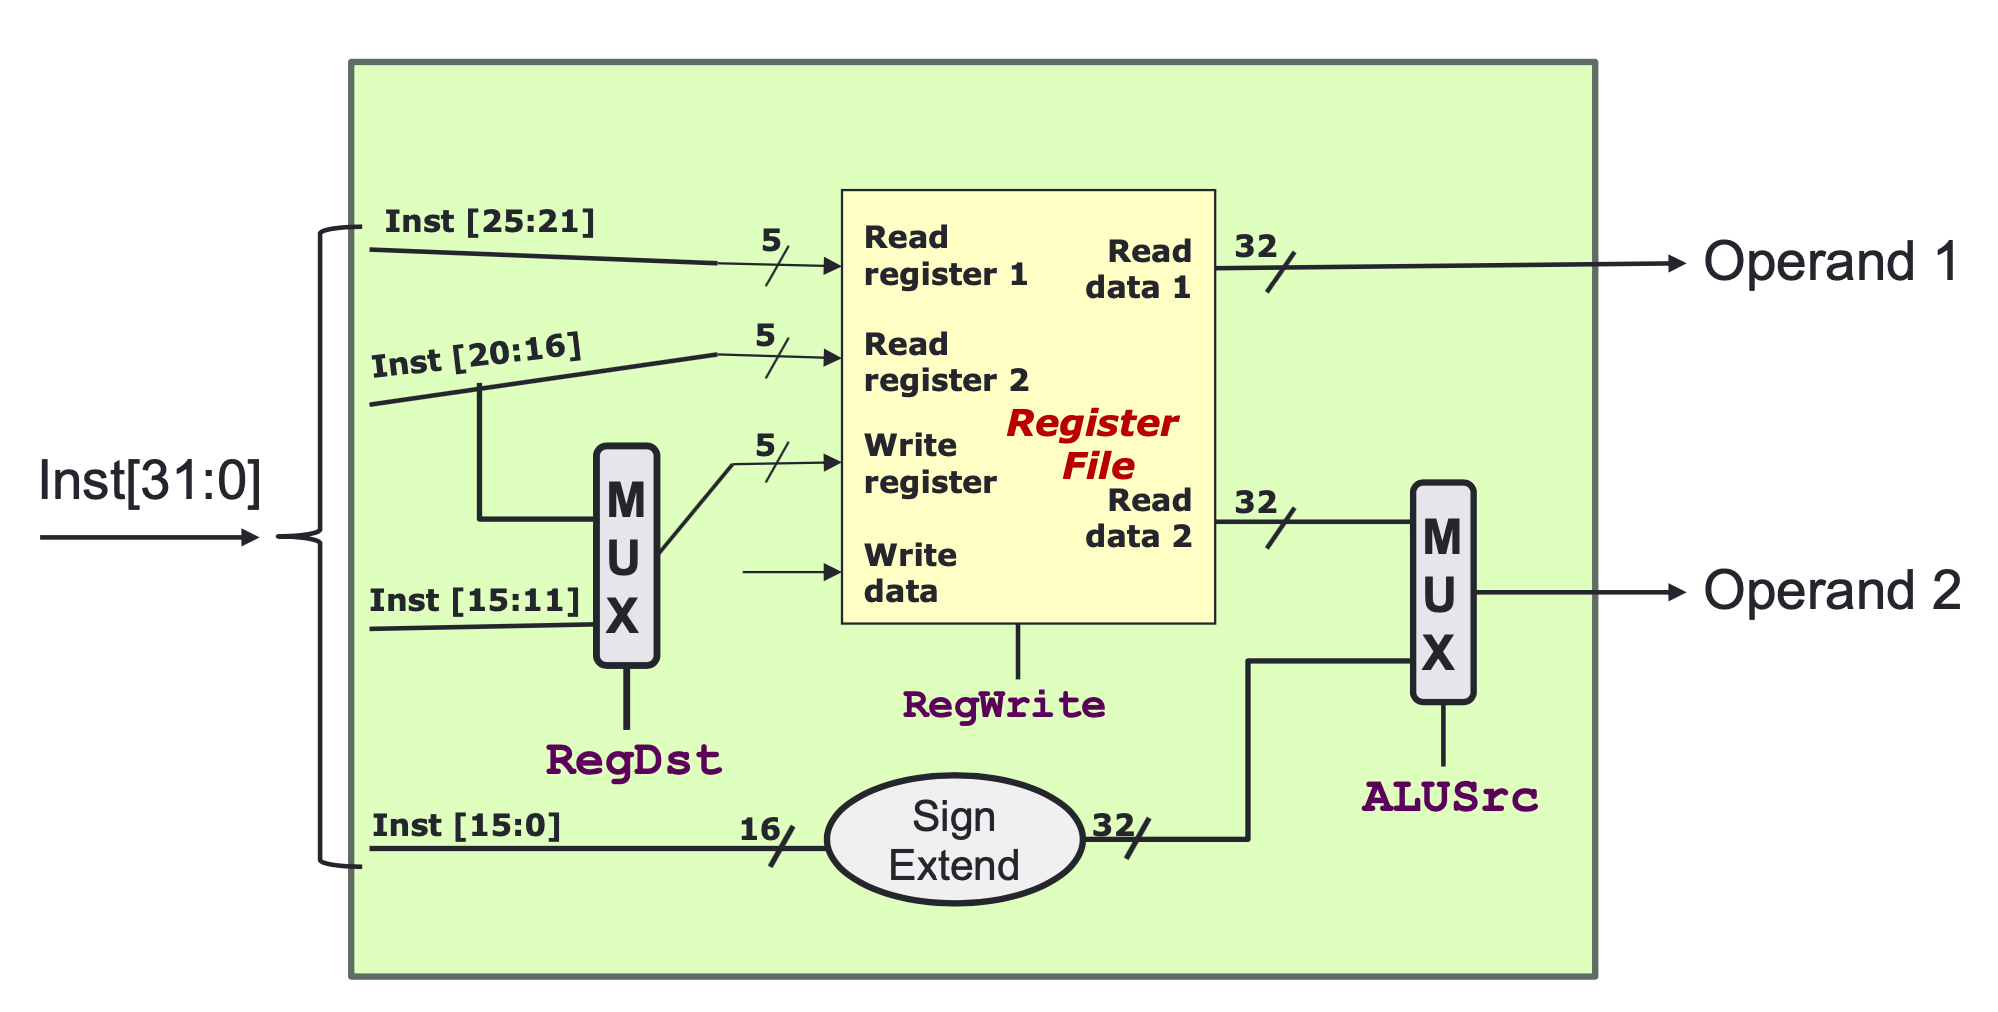 Inst [25:21]
5
Read
register 1
Read
data 1
32
Operand 1
Inst [20:16]
5
Read
register 2
Register
File
Inst[31:0]
M
U
X
5
Write
register
Read
data 2
32
M
U
X
Operand 2
Inst [15:11]
Write
data
RegWrite
RegDst
ALUSrc
Inst [15:0]
16
Sign
Extend
32